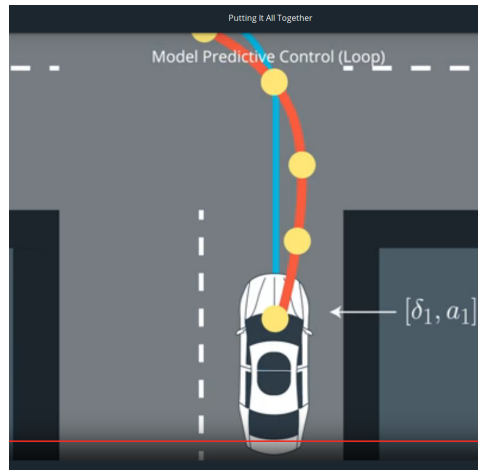 Putting It All Together
Model Predictive Control (Loop)
[δ₁, a₁]